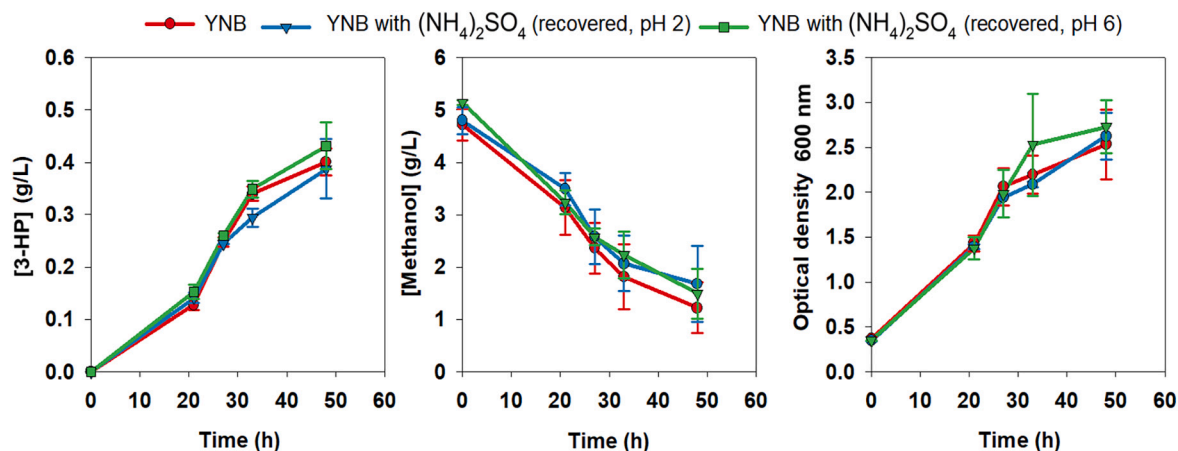 YNB YNB with (NH4)2SO4 (recovered, pH 2) YNB with (NH4)2SO4 (recovered, pH 6)
[3-HP] (g/L)
0.6
0.5
0.4
0.3
0.2
0.1
0.0
0 10 20 30 40 50 60
Time (h)
[Methanol] (g/L)
6
5
4
3
2
1
0
0 10 20 30 40 50 60
Time (h)
Optical density 600 nm
3.5
3.0
2.5
2.0
1.5
1.0
0.5
0.0
0 10 20 30 40 50 60
Time (h)